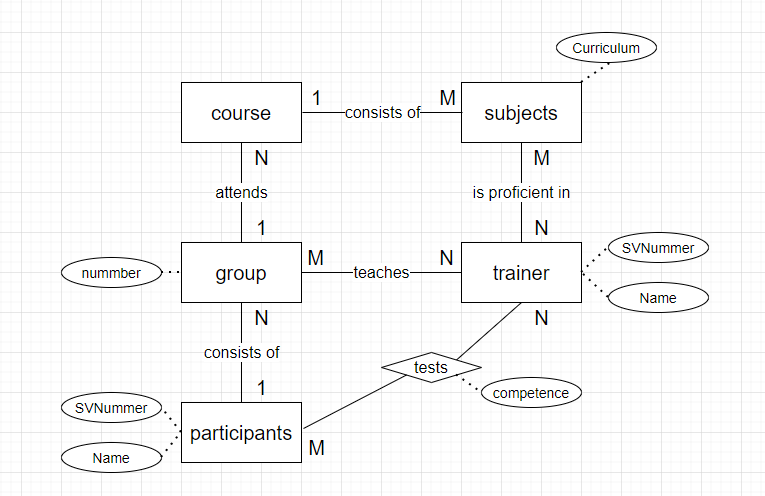 Curriculum
course
1
consists of
M
subjects
N
M
attends
is proficient in
1
N
nummber
group
M
teaches
N
trainer
SVNummer
Name
N
N
consists of
tests
1
competence
SVNummer
participants
Name
M